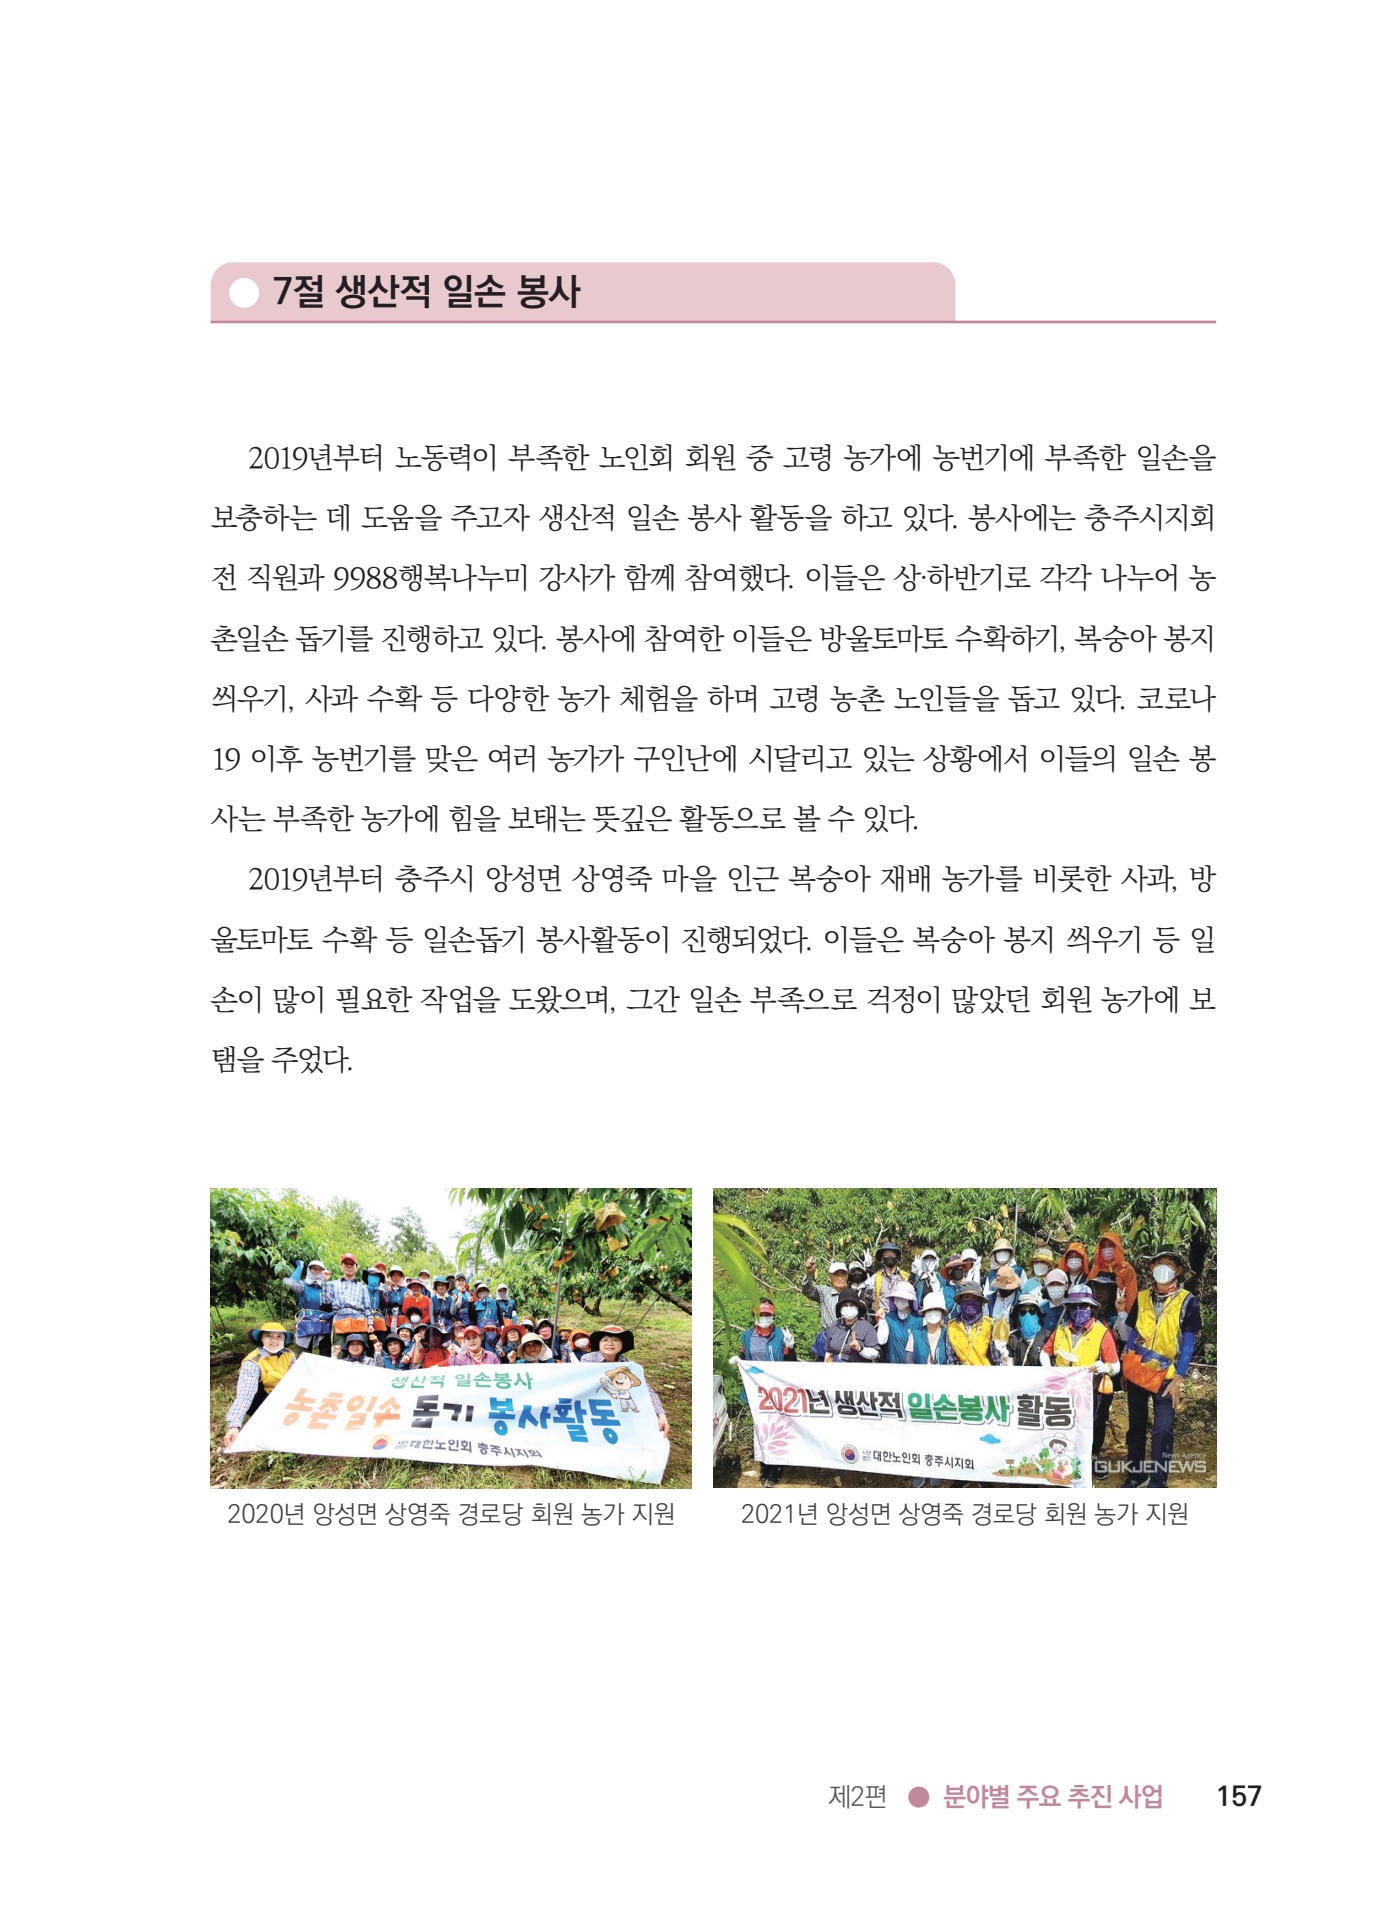 7절 생산적 일손 봉사
2019년부터 노동력이 부족한 노인회 회원 중 고령 농가에 농번기에 부족한 일손을
보충하는 데 도움을 주고자 생산적 일손 봉사 활동을 하고 있다. 봉사에는 충주시지회
전 직원과 9988행복나누미 강사가 함께 참여했다. 이들은 상·하반기로 각각 나누어 농
촌일손 돕기를 진행하고 있다. 봉사에 참여한 이들은 방울토마토 수확하기, 복숭아 봉지
씌우기, 사과 수확 등 다양한 농가 체험을 하며 고령 농촌 노인들을 돕고 있다. 코로나
19 이후 농번기를 맞은 여러 농가가 구인난에 시달리고 있는 상황에서 이들의 일손 봉
사는 부족한 농가에 힘을 보태는 뜻깊은 활동으로 볼 수 있다.
2019년부터 충주시 앙성면 상영죽 마을 인근 복숭아 재배 농가를 비롯한 사과, 방
울토마토 수확 등 일손돕기 봉사활동이 진행되었다. 이들은 복숭아 봉지 씌우기 등 일
손이 많이 필요한 작업을 도왔으며, 그간 일손 부족으로 걱정이 많았던 회원 농가에 보
탬을 주었다.
생산적 일손봉사
농촌일손 돕기 봉사활동
대한노인회 충주시지회
2021년 생산적 일손봉사 활동
대한노인회 충주시지회
News Agency
GUKJENEWS
2020년 앙성면 상영죽 경로당 회원 농가 지원
2021년 앙성면 상영죽 경로당 회원 농가 지원
제2편 ● 분야별 주요 추진 사업 157